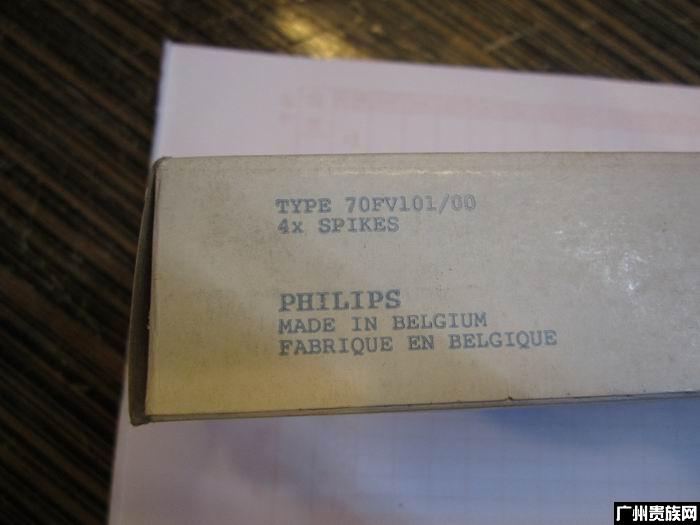 TYPE 70FV101/00
4x SPIKES
PHILIPS
MADE IN BELGIUM
FABRIQUE EN BELGIQUE
广州贵族网